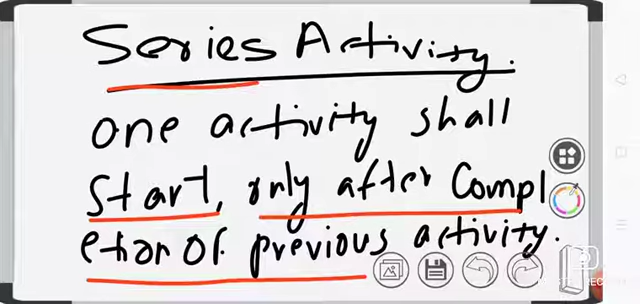 Series Activity.
one activity shall
start, only after Compl
etion of previous activity.